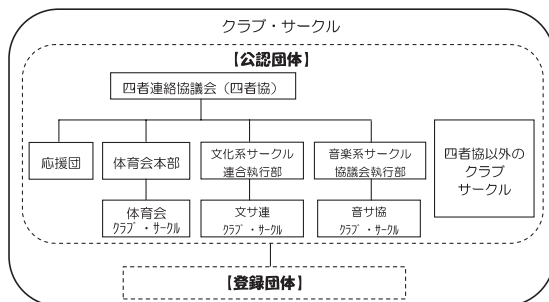 クラブ・サークル
【公認団体】
四者連絡協議会（四者協）
応援団
体育会本部
文化系サークル
連合執行部
音楽系サークル
協議会執行部
四者協以外の
クラブ
サークル
体育会
ｸﾗﾌﾞ・ｻｰｸﾙ
文サ連
ｸﾗﾌﾞ・ｻｰｸﾙ
音サ協
ｸﾗﾌﾞ・ｻｰｸﾙ
【登録団体】